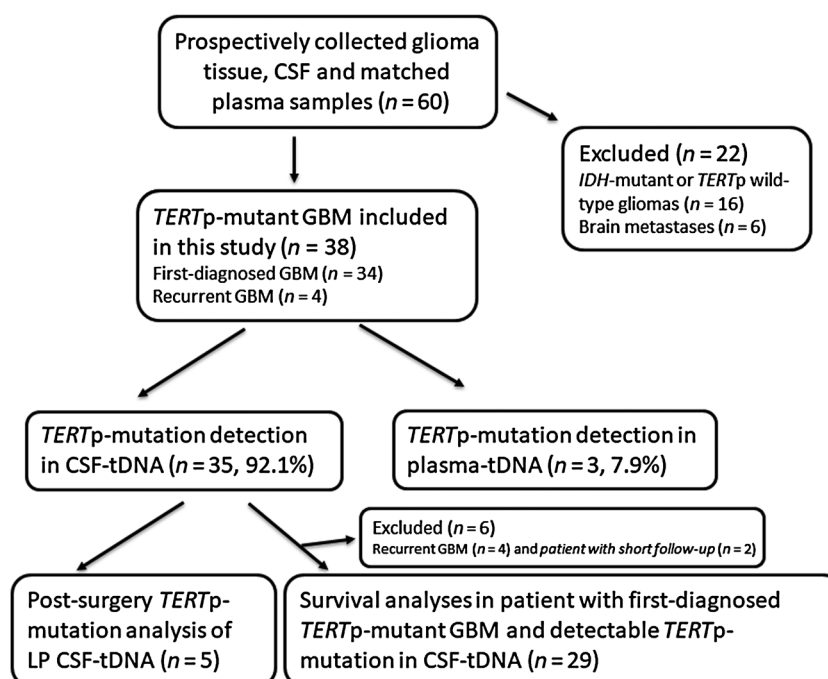 Prospectively collected glioma
tissue, CSF and matched
plasma samples (n = 60)
Excluded (n = 22)
IDH-mutant or TERTp wild-
type gliomas (n = 16)
Brain metastases (n = 6)
TERTp-mutant GBM included
in this study (n = 38)
First-diagnosed GBM (n = 34)
Recurrent GBM (n = 4)
TERTp-mutation detection
in CSF-tDNA (n = 35, 92.1%)
TERTp-mutation detection in
plasma-tDNA (n = 3, 7.9%)
Excluded (n = 6)
Recurrent GBM (n = 4) and patient with short follow-up (n = 2)
Post-surgery TERTp-
mutation analysis of
LP CSF-tDNA (n = 5)
Survival analyses in patient with first-diagnosed
TERTp-mutant GBM and detectable TERTp-
mutation in CSF-tDNA (n = 29)